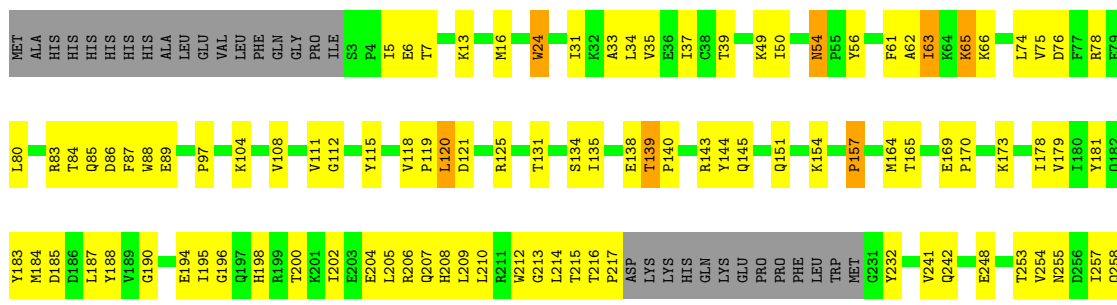 MET ALA HIS HIS HIS HIS HIS HIS ALA LEU GLU VAL LEU PHE GLN GLY PRO ILE S3 P4 I5 E6 T7 K13 M16 W24 I31 K32 A33 L34 V35 E36 I37 C38 T39 K49 I50 N54 P55 Y56 F61 A62 I63 K64 K65 K66 L74 V75 D76 F77 R78 E79
L80 R83 T84 Q85 D86 F87 W88 E89 P97 K104 V108 V111 G112 Y115 V118 P119 L120 D121 R125 T131 S134 I135 E138 T139 P140 R143 Y144 Q145 Q151 K154 P157 M164 T165 E169 P170 K173 I178 V179 I180 Y181 Q182
Y183 M184 D185 D186 L187 Y188 V189 G190 E194 I195 G196 Q197 H198 R199 T200 K201 I202 E203 E204 L205 R206 Q207 H208 L209 L210 R211 W212 G213 L214 T215 T216 P217 ASP LYS LYS HIS GLN LYS GLU PRO PRO PHE LEU TRP MET G231 Y232 V241 Q242 E248 T253 V254 N255 D256 I257